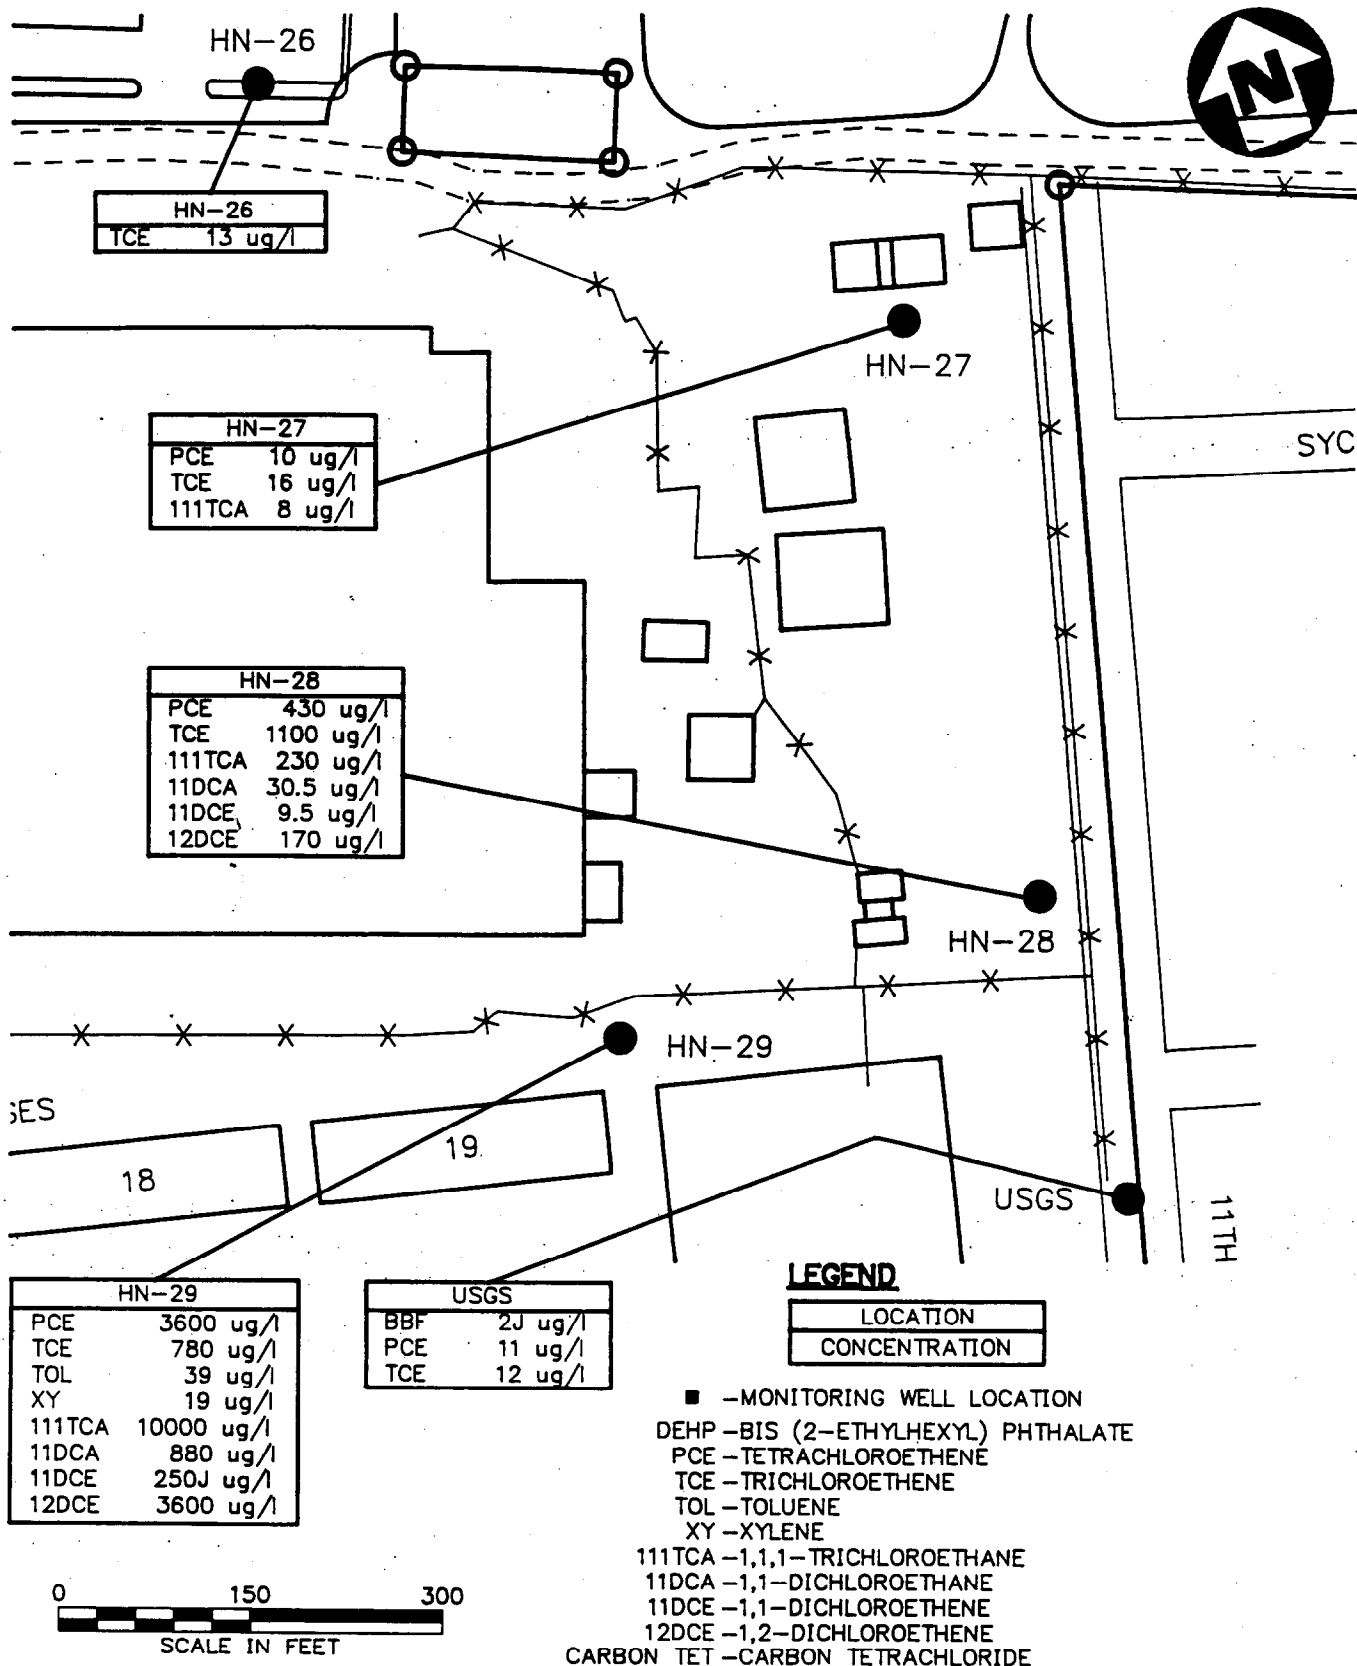 HN-26
N
HN-26
TCE 13 ug/l
HN-27
HN-27
PCE 10 ug/l
TCE 16 ug/l
111TCA 8 ug/l
SYC
HN-28
PCE 430 ug/l
TCE 1100 ug/l
111TCA 230 ug/l
11DCA 30.5 ug/l
11DCE 9.5 ug/l
12DCE 170 ug/l
HN-28
HN-29
SES
19
18
USGS
11TH
HN-29
PCE 3600 ug/l
TCE 780 ug/l
TOL 39 ug/l
XY 19 ug/l
111TCA 10000 ug/l
11DCA 880 ug/l
11DCE 250J ug/l
12DCE 3600 ug/l
USGS
BBF 2J ug/l
PCE 11 ug/l
TCE 12 ug/l
LEGEND
LOCATION
CONCENTRATION
■ -MONITORING WELL LOCATION
DEHP -BIS (2-ETHYLHEXYL) PHTHALATE
PCE -TETRACHLOROETHENE
TCE -TRICHLOROETHENE
TOL -TOLUENE
XY -XYLENE
111TCA -1,1,1-TRICHLOROETHANE
11DCA -1,1-DICHLOROETHANE
11DCE -1,1-DICHLOROETHENE
12DCE -1,2-DICHLOROETHENE
CARBON TET -CARBON TETRACHLORIDE
0 150 300
SCALE IN FEET